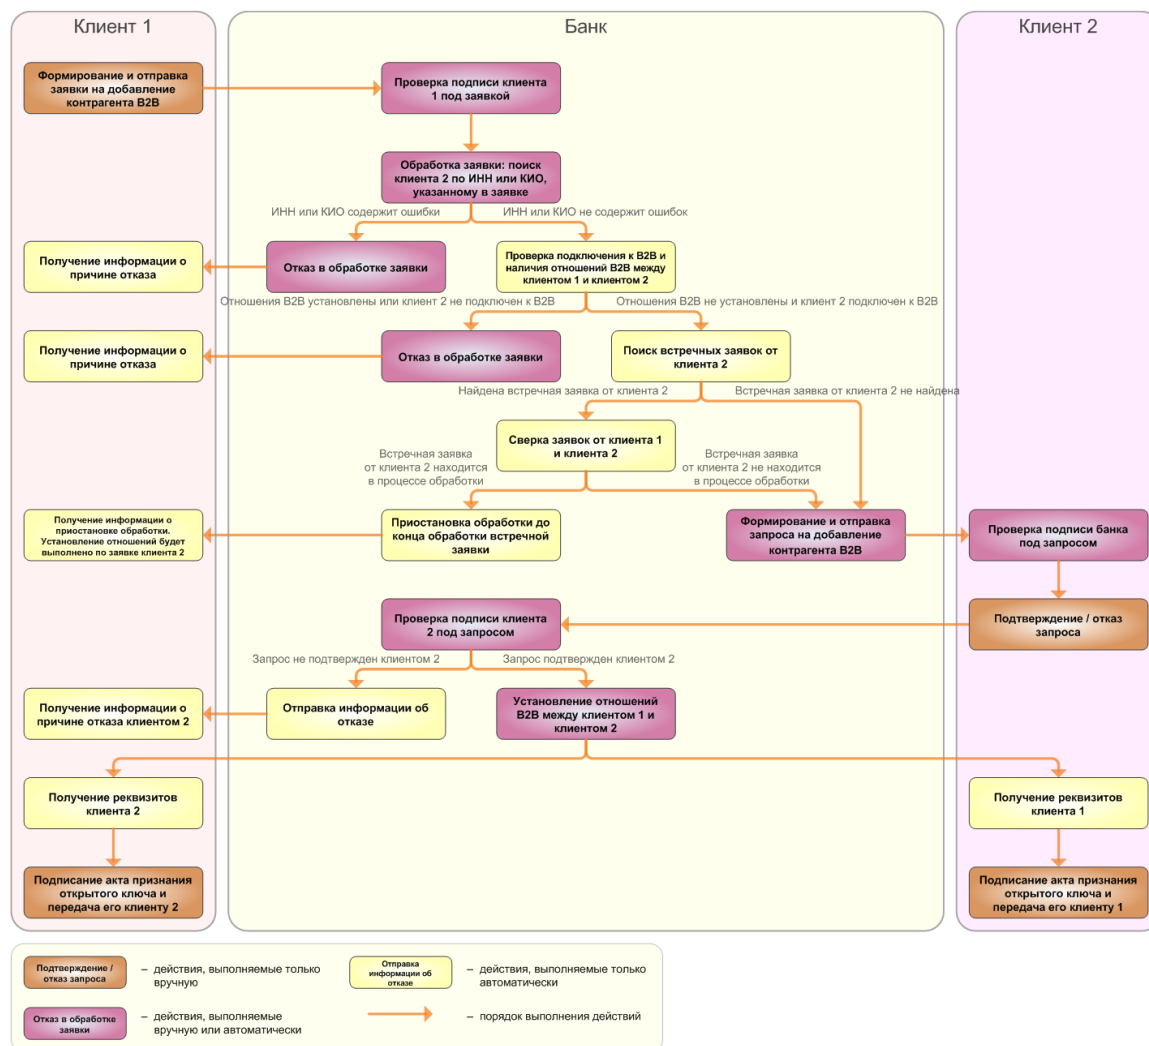 Клиент 1
Банк
Клиент 2
Формирование и отправка
заявки на добавление
контрагента B2B
Проверка подписи клиента
1 под заявкой
Обработка заявки: поиск
клиента 2 по ИНН или КИО,
указанному в заявке
ИНН или КИО содержит ошибки
ИНН или КИО не содержит ошибок
Получение информации о
причине отказа
Отказ в обработке заявки
Проверка подключения к B2B и
наличия отношений B2B между
клиентом 1 и клиентом 2
Отношения B2B установлены или клиент 2 не подключен к B2B
Отношения B2B не установлены и клиент 2 подключен к B2B
Получение информации о
причине отказа
Отказ в обработке заявки
Поиск встречных заявок от
клиента 2
Найдена встречная заявка от клиента 2
Встречная заявка от клиента 2 не найдена
Сверка заявок от клиента 1
и клиента 2
Встречная заявка
от клиента 2 находится
в процессе обработки
Встречная заявка
от клиента 2 не находится
в процессе обработки
Получение информации о
приостановке обработки.
Установление отношений будет
выполнено по заявке клиента 2
Приостановка обработки до
конца обработки встречной
заявки
Формирование и отправка
запроса на добавление
контрагента B2B
Проверка подписи банка
под запросом
Проверка подписи клиента
2 под запросом
Подтверждение / отказ
запроса
Запрос не подтвержден клиентом 2
Запрос подтвержден клиентом 2
Получение информации о
причине отказа клиентом 2
Отправка информации об
отказе
Установление отношений
B2B между клиентом 1 и
клиентом 2
Получение реквизитов
клиента 2
Получение реквизитов
клиента 1
Подписание акта признания
открытого ключа и
передача его клиенту 2
Подписание акта признания
открытого ключа и
передача его клиенту 1
Подтверждение /
отказ запроса
– действия, выполняемые только
вручную
Отправка
информации об
отказе
– действия, выполняемые только
автоматически
Отказ в обработке
заявки
– действия, выполняемые
вручную или автоматически
– порядок выполнения действий